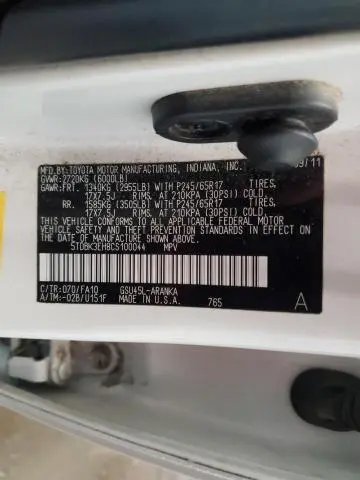 MFD.BY:TOYOTA MOTOR MANUFACTURING, INDIANA, INC. 09/11
GVWR:2720KG (6000LB)
GAWR:FRT. 1340KG (2955LB) WITH P245/65R17 TIRES,
17X7.5J RIMS, AT 210KPA (30PSI) COLD.
RR. 1585KG (3505LB) WITH P245/65R17 TIRES,
17X7.5J RIMS, AT 210KPA (30PSI) COLD.
THIS VEHICLE CONFORMS TO ALL APPLICABLE FEDERAL MOTOR
VEHICLE SAFETY, BUMPER, AND THEFT PREVENTION STANDARDS IN
EFFECT ON THE DATE OF MANUFACTURE SHOWN ABOVE.
5TDBK3EH8CS100044 MPV
C/TR:070/FA10 GSU45L-ARANKA
A/TM:-02B/U151F MADE IN U.S.A. 765
A